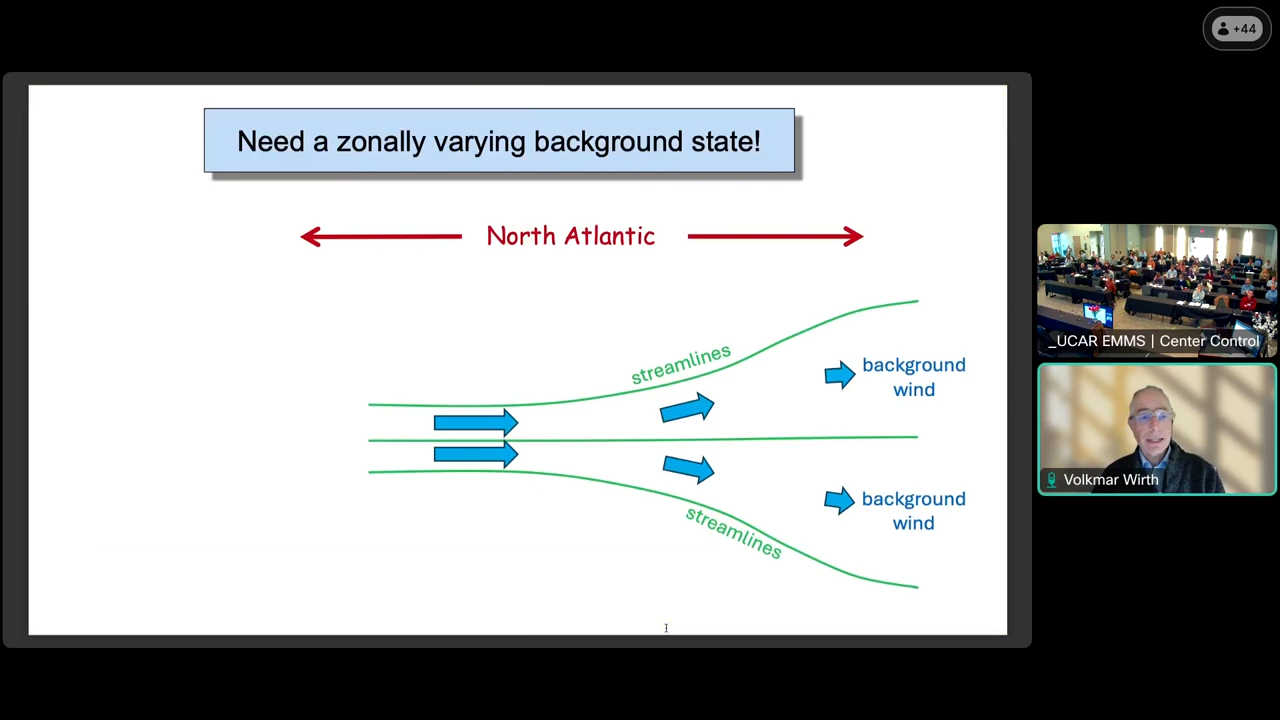 +44
Need a zonally varying background state!
North Atlantic
streamlines
background
wind
streamlines
background
wind
_UCAR EMMS | Center Control
Volkmar Wirth